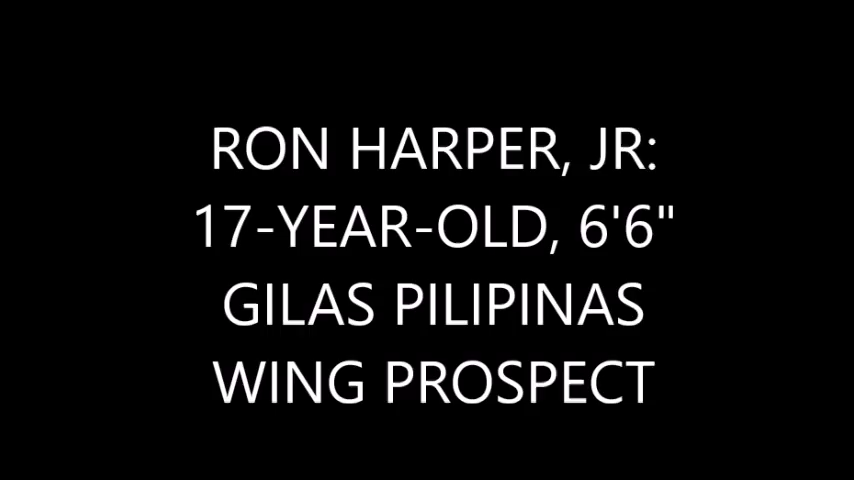 RON HARPER, JR:
17-YEAR-OLD, 6'6"
GILAS PILIPINAS
WING PROSPECT